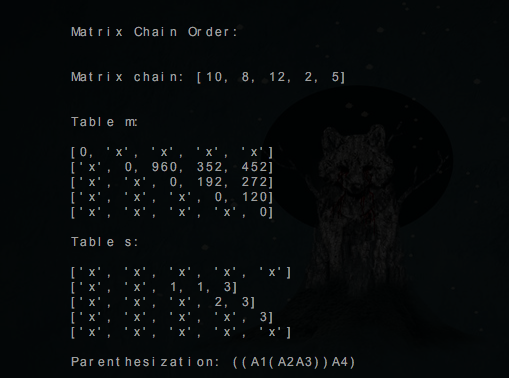 Matrix Chain Order:
Matrix chain: [10, 8, 12, 2, 5]
Table m:
[0, 'x', 'x', 'x', 'x']
['x', 0, 960, 352, 452]
['x', 'x', 0, 192, 272]
['x', 'x', 'x', 0, 120]
['x', 'x', 'x', 'x', 0]
Table s:
['x', 'x', 'x', 'x', 'x']
['x', 'x', 1, 1, 3]
['x', 'x', 'x', 2, 3]
['x', 'x', 'x', 'x', 3]
['x', 'x', 'x', 'x', 'x']
Parenthesization: ((A1(A2A3))A4)